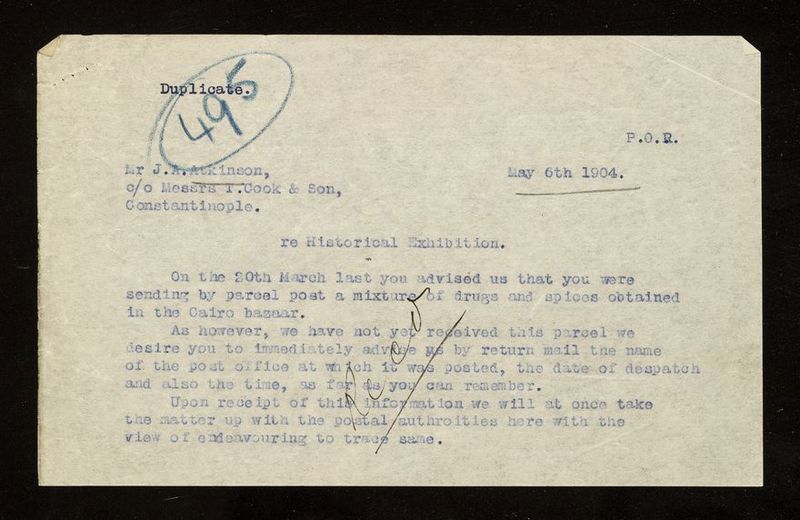 Duplicate.
495
P.O.R.
Mr J.A.Atkinson, May 6th 1904.
c/o Messrs T.Cook & Son,
Constantinople.
re Historical Exhibition.
On the 20th March last you advised us that you were
sending by parcel post a mixture of drugs and spices obtained
in the Cairo bazaar.
As however, we have not yet received this parcel we
desire you to immediately advise us by return mail the name
of the post office at which it was posted, the date of despatch
and also the time, as far as you can remember.
Upon receipt of this information we will at once take
the matter up with the postal authroities here with the
view of endeavouring to trace same.